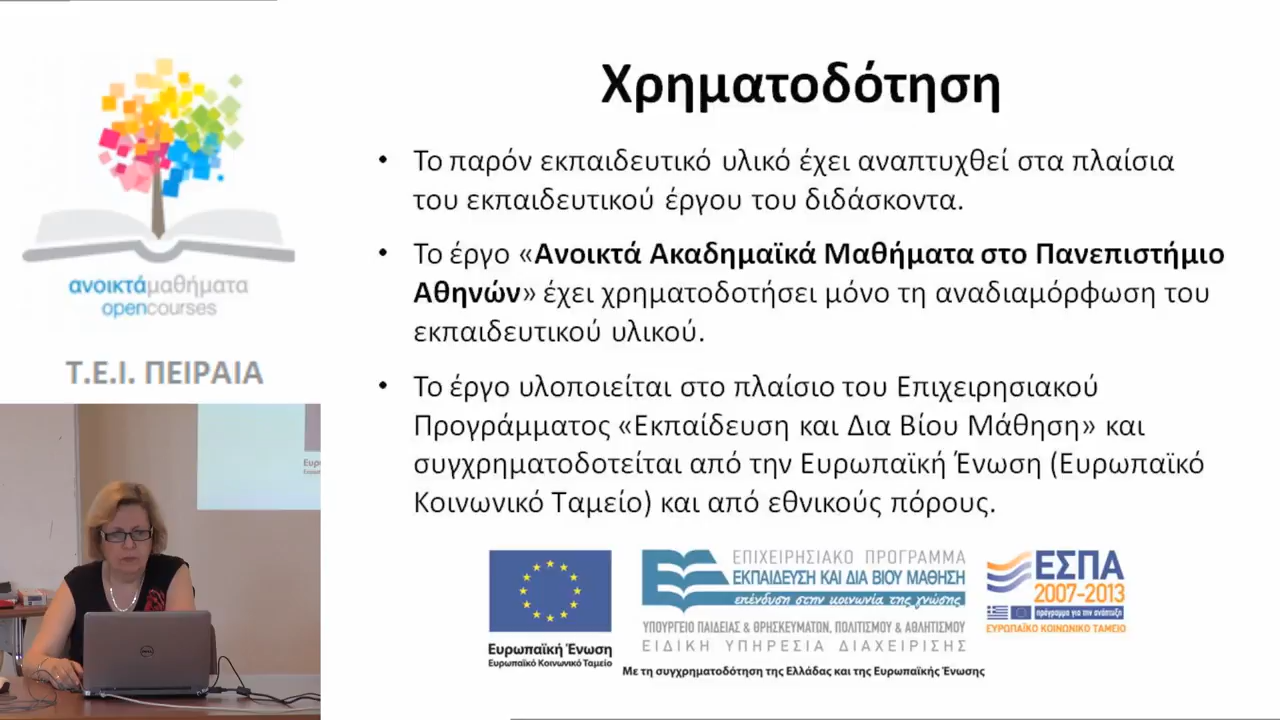 Χρηματοδότηση
• Το παρόν εκπαιδευτικό υλικό έχει αναπτυχθεί στα πλαίσια
του εκπαιδευτικού έργου του διδάσκοντα.
• Το έργο «Ανοικτά Ακαδημαϊκά Μαθήματα στο Πανεπιστήμιο
Αθηνών» έχει χρηματοδοτήσει μόνο τη αναδιαμόρφωση του
εκπαιδευτικού υλικού.
• Το έργο υλοποιείται στο πλαίσιο του Επιχειρησιακού
Προγράμματος «Εκπαίδευση και Δια Βίου Μάθηση» και
συγχρηματοδοτείται από την Ευρωπαϊκή Ένωση (Ευρωπαϊκό
Κοινωνικό Ταμείο) και από εθνικούς πόρους.
ανοικτάμαθήματα
opencourses
Τ.Ε.Ι. ΠΕΙΡΑΙΑ
Ευρωπαϊκή Ένωση
Ευρωπαϊκό Κοινωνικό Ταμείο
ΕΠΙΧΕΙΡΗΣΙΑΚΟ ΠΡΟΓΡΑΜΜΑ
ΕΚΠΑΙΔΕΥΣΗ ΚΑΙ ΔΙΑ ΒΙΟΥ ΜΑΘΗΣΗ
επένδυση στην κοινωνία της γνώσης
ΥΠΟΥΡΓΕΙΟ ΠΑΙΔΕΙΑΣ & ΘΡΗΣΚΕΥΜΑΤΩΝ, ΠΟΛΙΤΙΣΜΟΥ & ΑΘΛΗΤΙΣΜΟΥ
ΕΙΔΙΚΗ ΥΠΗΡΕΣΙΑ ΔΙΑΧΕΙΡΙΣΗΣ
Με τη συγχρηματοδότηση της Ελλάδας και της Ευρωπαϊκής Ένωσης
ΕΣΠΑ
2007-2013
πρόγραμμα για την ανάπτυξη
ΕΥΡΩΠΑΪΚΟ ΚΟΙΝΩΝΙΚΟ ΤΑΜΕΙΟ
DELL